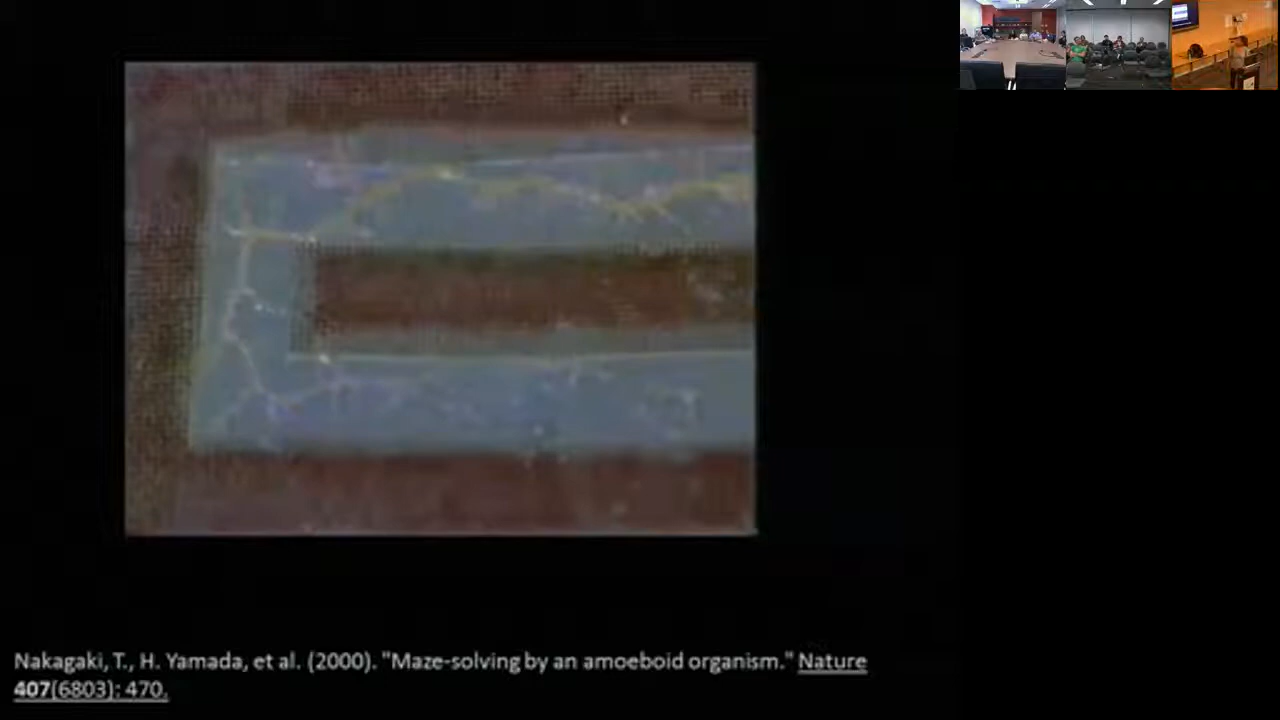 Nakagaki, T., H. Yamada, et al. (2000). "Maze-solving by an amoeboid organism." Nature
407(6803): 470.